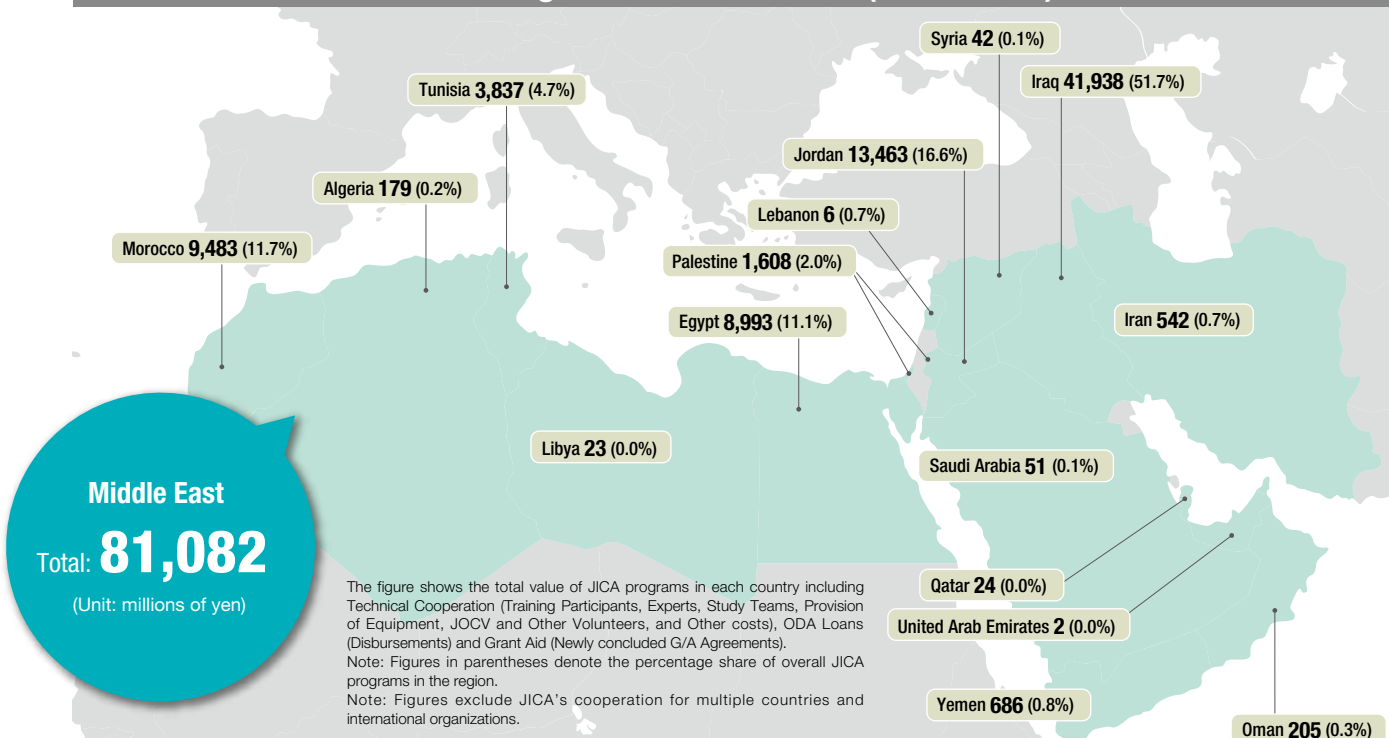 Syria 42 (0.1%)
Tunisia 3,837 (4.7%)
Iraq 41,938 (51.7%)
Jordan 13,463 (16.6%)
Algeria 179 (0.2%)
Lebanon 6 (0.7%)
Morocco 9,483 (11.7%)
Palestine 1,608 (2.0%)
Egypt 8,993 (11.1%)
Iran 542 (0.7%)
Libya 23 (0.0%)
Saudi Arabia 51 (0.1%)
Middle East
Total: 81,082
(Unit: millions of yen)
Qatar 24 (0.0%)
United Arab Emirates 2 (0.0%)
Yemen 686 (0.8%)
Oman 205 (0.3%)
The figure shows the total value of JICA programs in each country including
Technical Cooperation (Training Participants, Experts, Study Teams, Provision
of Equipment, JOCV and Other Volunteers, and Other costs), ODA Loans
(Disbursements) and Grant Aid (Newly concluded G/A Agreements).
Note: Figures in parentheses denote the percentage share of overall JICA
programs in the region.
Note: Figures exclude JICA's cooperation for multiple countries and
international organizations.